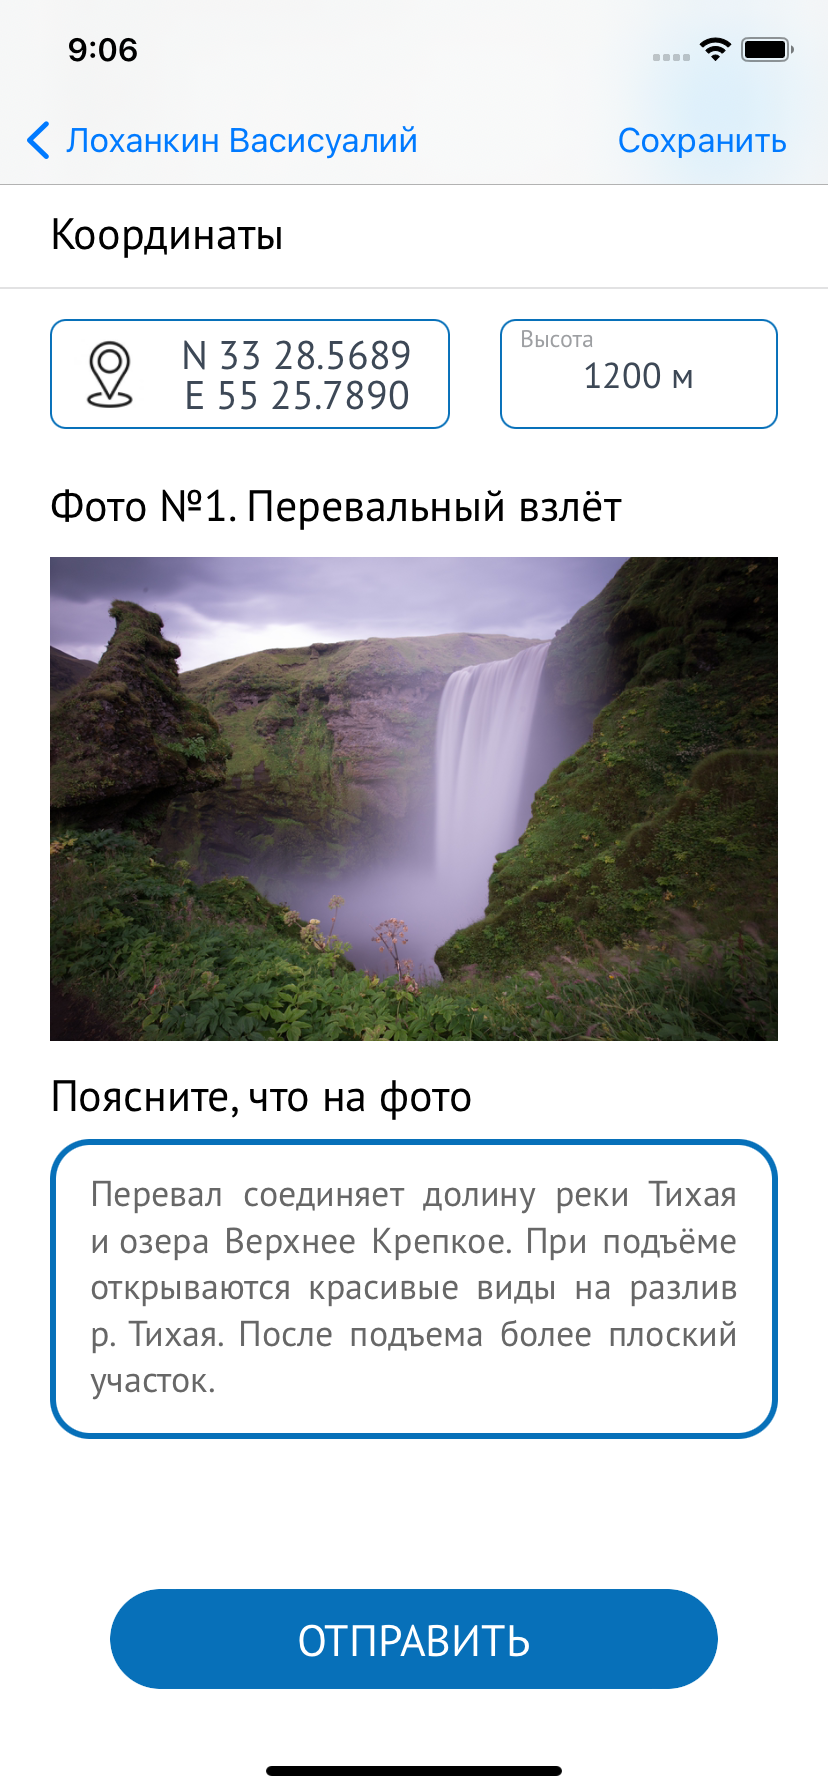 9:06
Лоханкин Васисуалий
Сохранить
Координаты
N 33 28.5689
E 55 25.7890
Высота
1200 м
Фото №1. Перевальный взлёт
Поясните, что на фото
Перевал соединяет долину реки Тихая
и озера Верхнее Крепкое. При подъёме
открываются красивые виды на разлив
р. Тихая. После подъема более плоский
участок.
ОТПРАВИТЬ